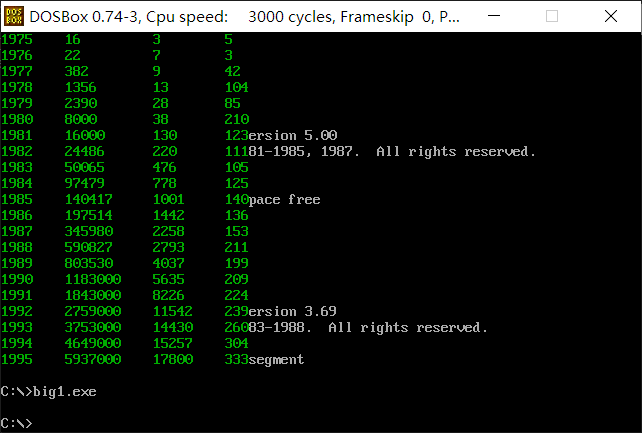 DOSBox 0.74-3, Cpu speed:    3000 cycles, Frameskip  0, P...
1975    16         3        5
1976    22         7        3
1977    382        9        42
1978    1356       13       104
1979    2390       28       85
1980    8000       38       210
1981    16000      130      123ersion 5.00
1982    24486      220      11181-1985, 1987.  All rights reserved.
1983    50065      476      105
1984    97479      778      125
1985    140417     1001     140pace free
1986    197514     1442     136
1987    345980     2258     153
1988    590827     2793     211
1989    803530     4037     199
1990    1183000    5635     209
1991    1843000    8226     224
1992    2759000    11542    239ersion 3.69
1993    3753000    14430    26083-1988.  All rights reserved.
1994    4649000    15257    304
1995    5937000    17800    333segment
C:\>big1.exe
C:\>